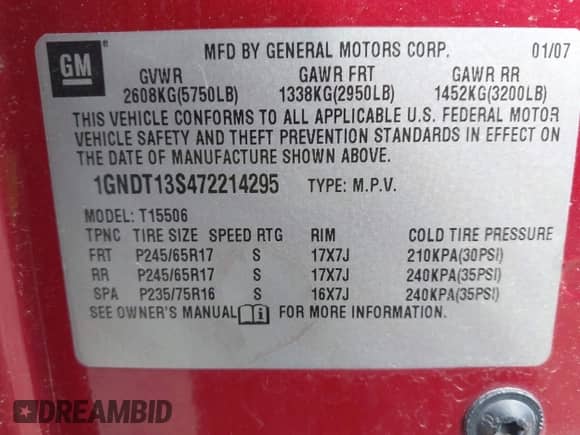 GM ®
MFD BY GENERAL MOTORS CORP. 01/07
GVWR GAWR FRT GAWR RR
2608KG(5750LB) 1338KG(2950LB) 1452KG(3200LB)
THIS VEHICLE CONFORMS TO ALL APPLICABLE U.S. FEDERAL MOTOR
VEHICLE SAFETY AND THEFT PREVENTION STANDARDS IN EFFECT ON
THE DATE OF MANUFACTURE SHOWN ABOVE.
1GNDT13S472214295 TYPE: M.P.V.
MODEL: T15506
TPNC TIRE SIZE SPEED RTG RIM COLD TIRE PRESSURE
FRT P245/65R17 S 17X7J 210KPA(30PSI)
RR P245/65R17 S 17X7J 240KPA(35PSI)
SPA P235/75R16 S 16X7J 240KPA(35PSI)
SEE OWNER'S MANUAL i FOR MORE INFORMATION.
DREAMBID